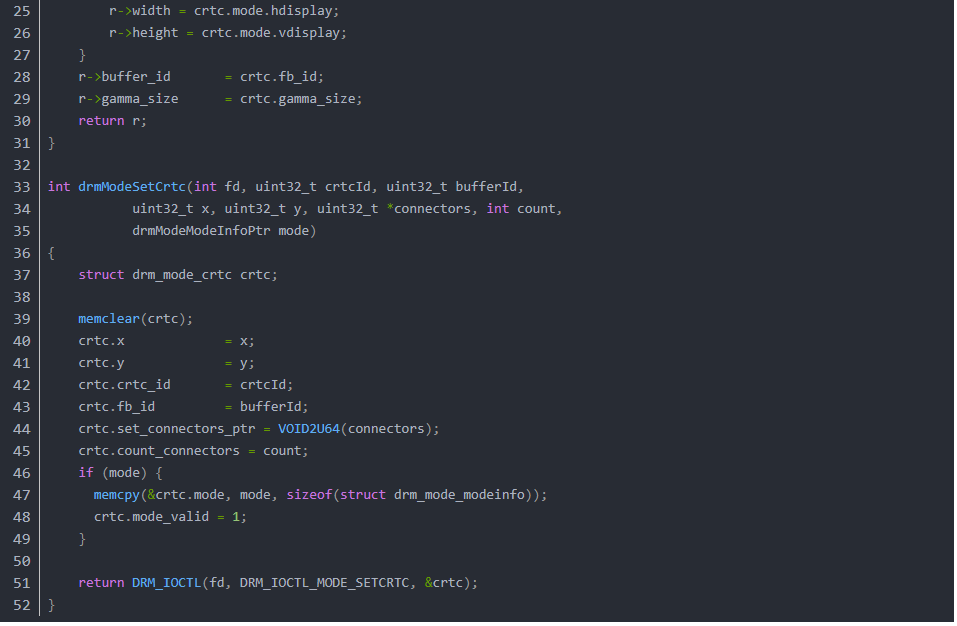 25         r->width = crtc.mode.hdisplay;
26         r->height = crtc.mode.vdisplay;
27     }
28     r->buffer_id       = crtc.fb_id;
29     r->gamma_size      = crtc.gamma_size;
30     return r;
31 }
32
33 int drmModeSetCrtc(int fd, uint32_t crtcId, uint32_t bufferId,
34            uint32_t x, uint32_t y, uint32_t *connectors, int count,
35            drmModeModeInfoPtr mode)
36 {
37     struct drm_mode_crtc crtc;
38
39     memclear(crtc);
40     crtc.x             = x;
41     crtc.y             = y;
42     crtc.crtc_id       = crtcId;
43     crtc.fb_id         = bufferId;
44     crtc.set_connectors_ptr = VOID2U64(connectors);
45     crtc.count_connectors = count;
46     if (mode) {
47       memcpy(&crtc.mode, mode, sizeof(struct drm_mode_modeinfo));
48       crtc.mode_valid = 1;
49     }
50
51     return DRM_IOCTL(fd, DRM_IOCTL_MODE_SETCRTC, &crtc);
52 }